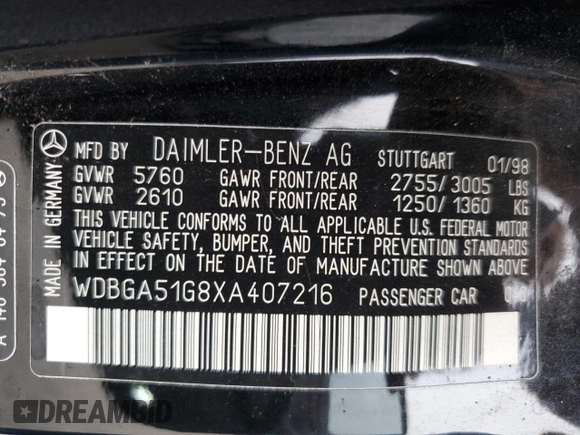 MFD BY DAIMLER-BENZ AG STUTTGART 01/98
GVWR 5760 GAWR FRONT/REAR 2755/3005 LBS
GVWR 2610 GAWR FRONT/REAR 1250/1360 KG
THIS VEHICLE CONFORMS TO ALL APPLICABLE U.S. FEDERAL MOTOR
VEHICLE SAFETY, BUMPER, AND THEFT PREVENTION STANDARDS
IN EFFECT ON THE DATE OF MANUFACTURE SHOWN ABOVE
WDBGA51G8XA407216 PASSENGER CAR
MADE IN GERMANY
DREAMBID